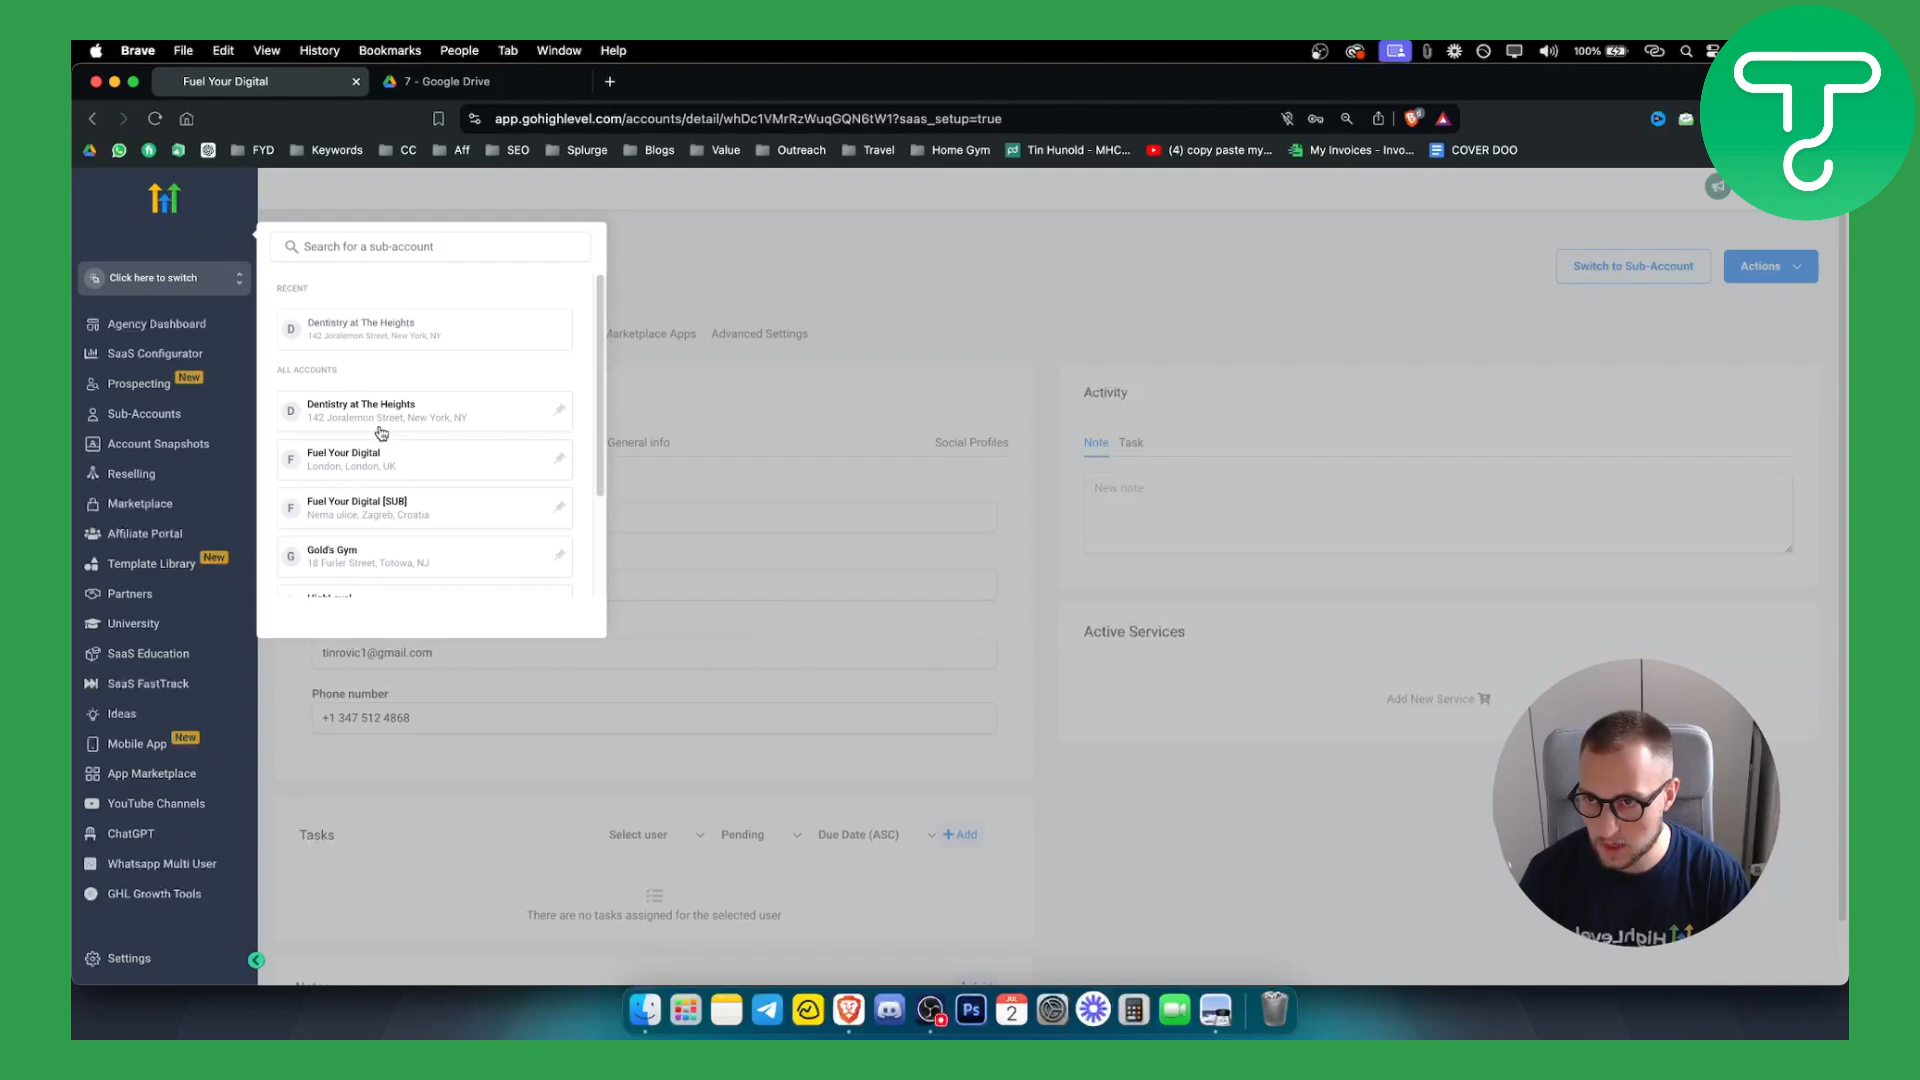 Brave File Edit View History Bookmarks People Tab Window Help
100%
Fuel Your Digital
7 - Google Drive
app.gohighlevel.com/accounts/detail/whDc1VMrRzWuqGQN6tW1?saas_setup=true
FYD Keywords CC Aff SEO Splurge Blogs Value Outreach Travel Home Gym Tin Hunold - MHC... (4) copy paste my... My Invoices - Invo... COVER DOO
Click here to switch
Agency Dashboard
SaaS Configurator
Prospecting New
Sub-Accounts
Account Snapshots
Reselling
Marketplace
Affiliate Portal
Template Library New
Partners
University
SaaS Education
SaaS FastTrack
Ideas
Mobile App New
App Marketplace
YouTube Channels
ChatGPT
Whatsapp Multi User
GHL Growth Tools
Settings
Search for a sub-account
RECENT
D Dentistry at The Heights
142 Joralemon Street, New York, NY
ALL ACCOUNTS
D Dentistry at The Heights
142 Joralemon Street, New York, NY
F Fuel Your Digital
London, London, UK
F Fuel Your Digital [SUB]
Nema ulice, Zagreb, Croatia
G Gold's Gym
18 Furler Street, Totowa, NJ
HighLevel
Switch to Sub-Account
Actions
Marketplace Apps Advanced Settings
General info Social Profiles
tinrovic1@gmail.com
Phone number
+1 347 512 4868
Tasks Select user Pending Due Date (ASC) + Add
There are no tasks assigned for the selected user
Activity
Note Task
New note
Active Services
Add New Service
HighLevel
Ps
JUL
2